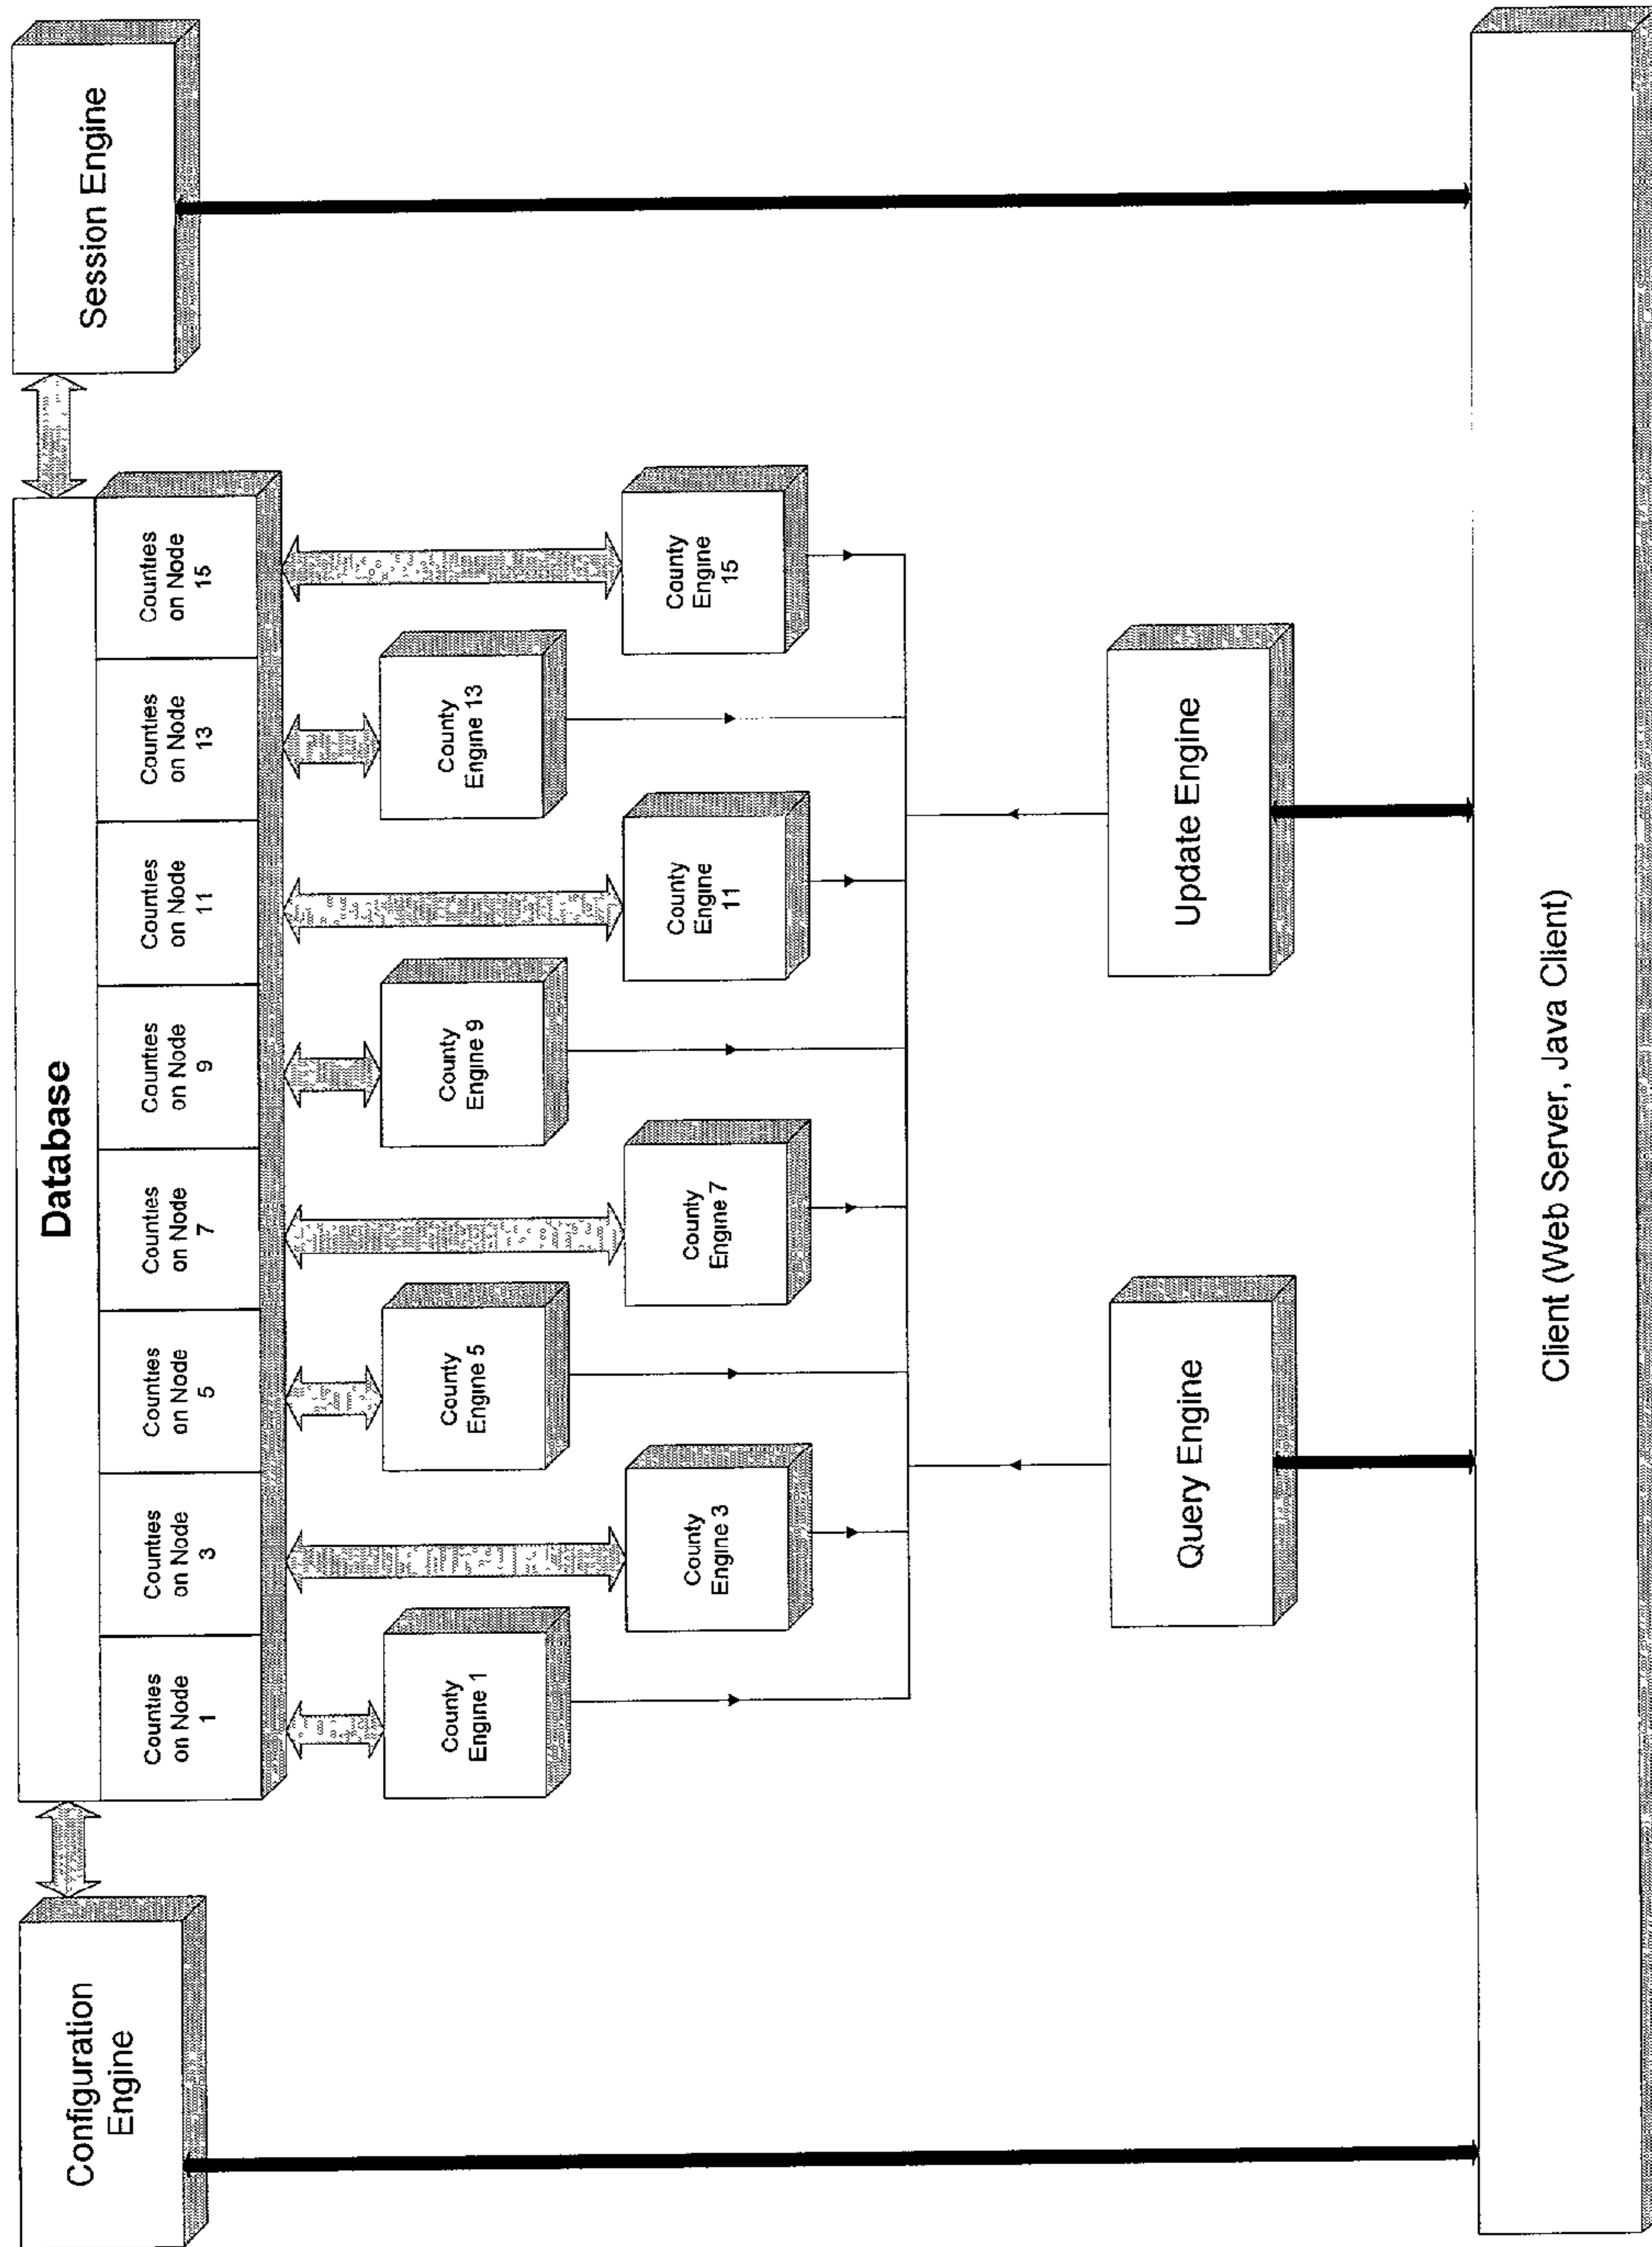 Configuration
Engine
Database
Session Engine
Counties
on Node
1
Counties
on Node
3
Counties
on Node
5
Counties
on Node
7
Counties
on Node
9
Counties
on Node
11
Counties
on Node
13
Counties
on Node
15
County
Engine 1
County
Engine 3
County
Engine 5
County
Engine 7
County
Engine 9
County
Engine
11
County
Engine 13
County
Engine
15
Query Engine
Update Engine
Client (Web Server, Java Client)